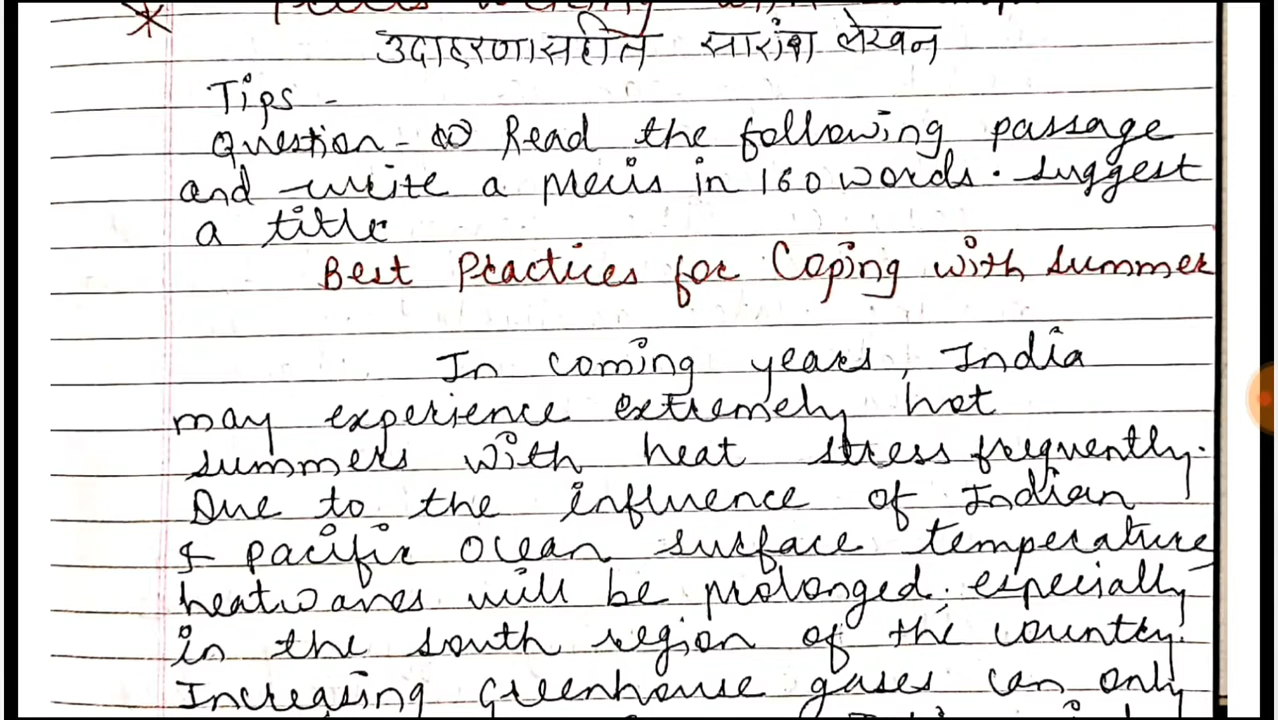 उदाहरण सहित सारांश लेखन
Tips -
Question - Read the following passage
and write a precis in 160 words. Suggest
a title
Best Practices for Coping with summer
In coming years, India
may experience extremely hot
summers with heat stress frequently.
Due to the influence of Indian
& pacific ocean surface temperature
heatwaves will be prolonged, especially
in the south region of the country.
Increasing Greenhouse gases can only